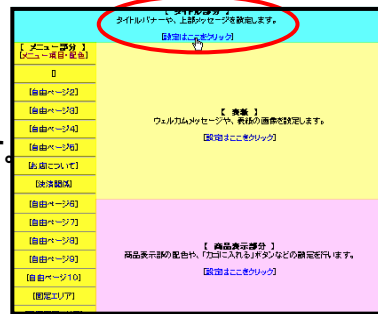 【 タイトル部分 】
タイトルバナーや、上部メッセージを設定します。
[設定はここをクリック]
【 メニュー部分 】
[メニュー項目・配色]
[]
[自由ページ2]
[自由ページ3]
[自由ページ4]
[自由ページ5]
[お店について]
[決済関係]
[自由ページ6]
[自由ページ7]
[自由ページ8]
[自由ページ9]
[自由ページ10]
[固定エリア]
【 表紙 】
ウェルカムメッセージや、表紙の画像を設定します。
[設定はここをクリック]
【 商品表示部分 】
商品表示部の配色や、「カゴに入れる」ボタンなどの設定を行います。
[設定はここをクリック]